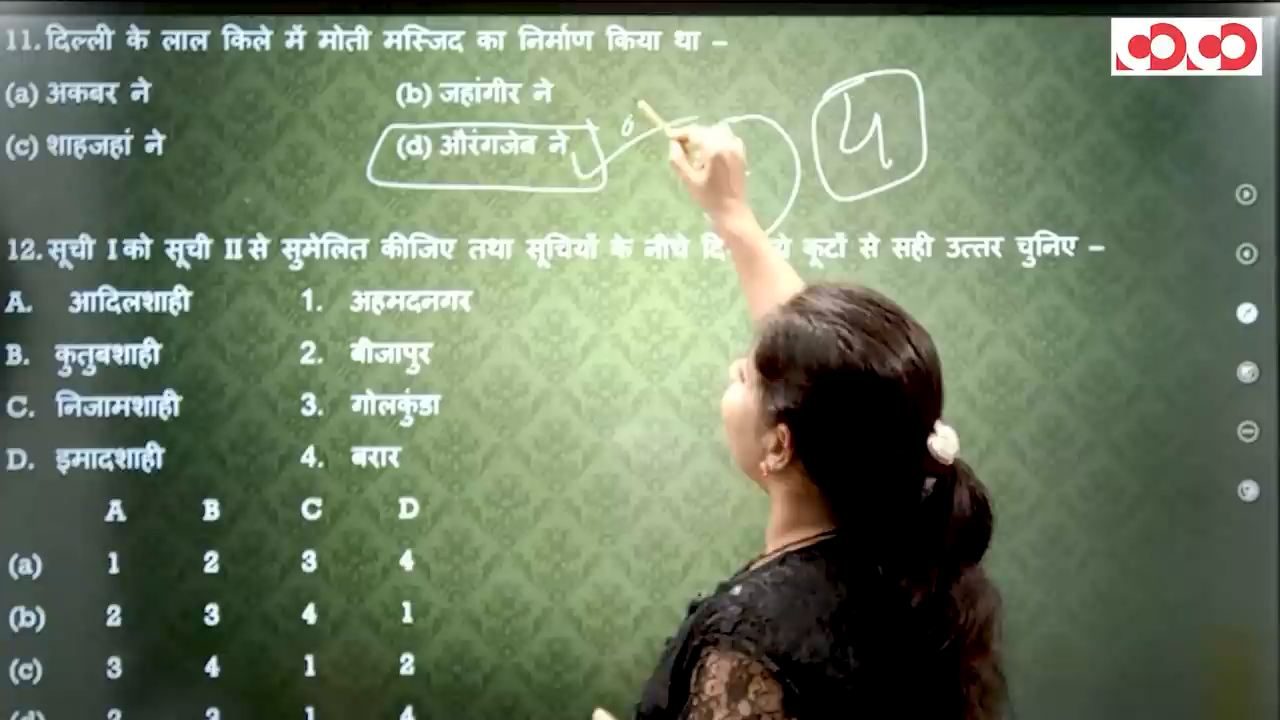 11. दिल्ली के लाल किले में मोती मस्जिद का निर्माण किया था –
(a) अकबर ने (b) जहांगीर ने
(c) शाहजहां ने (d) औरंगजेब ने
12. सूची I को सूची II से सुमेलित कीजिए तथा सूचियों के नीचे कूटों से सही उत्तर चुनिए –
A. आदिलशाही 1. अहमदनगर
B. कुतुबशाही 2. बीजापुर
C. निजामशाही 3. गोलकुंडा
D. इमादशाही 4. बरार
A B C D
(a) 1 2 3 4
(b) 2 3 4 1
(c) 3 4 1 2